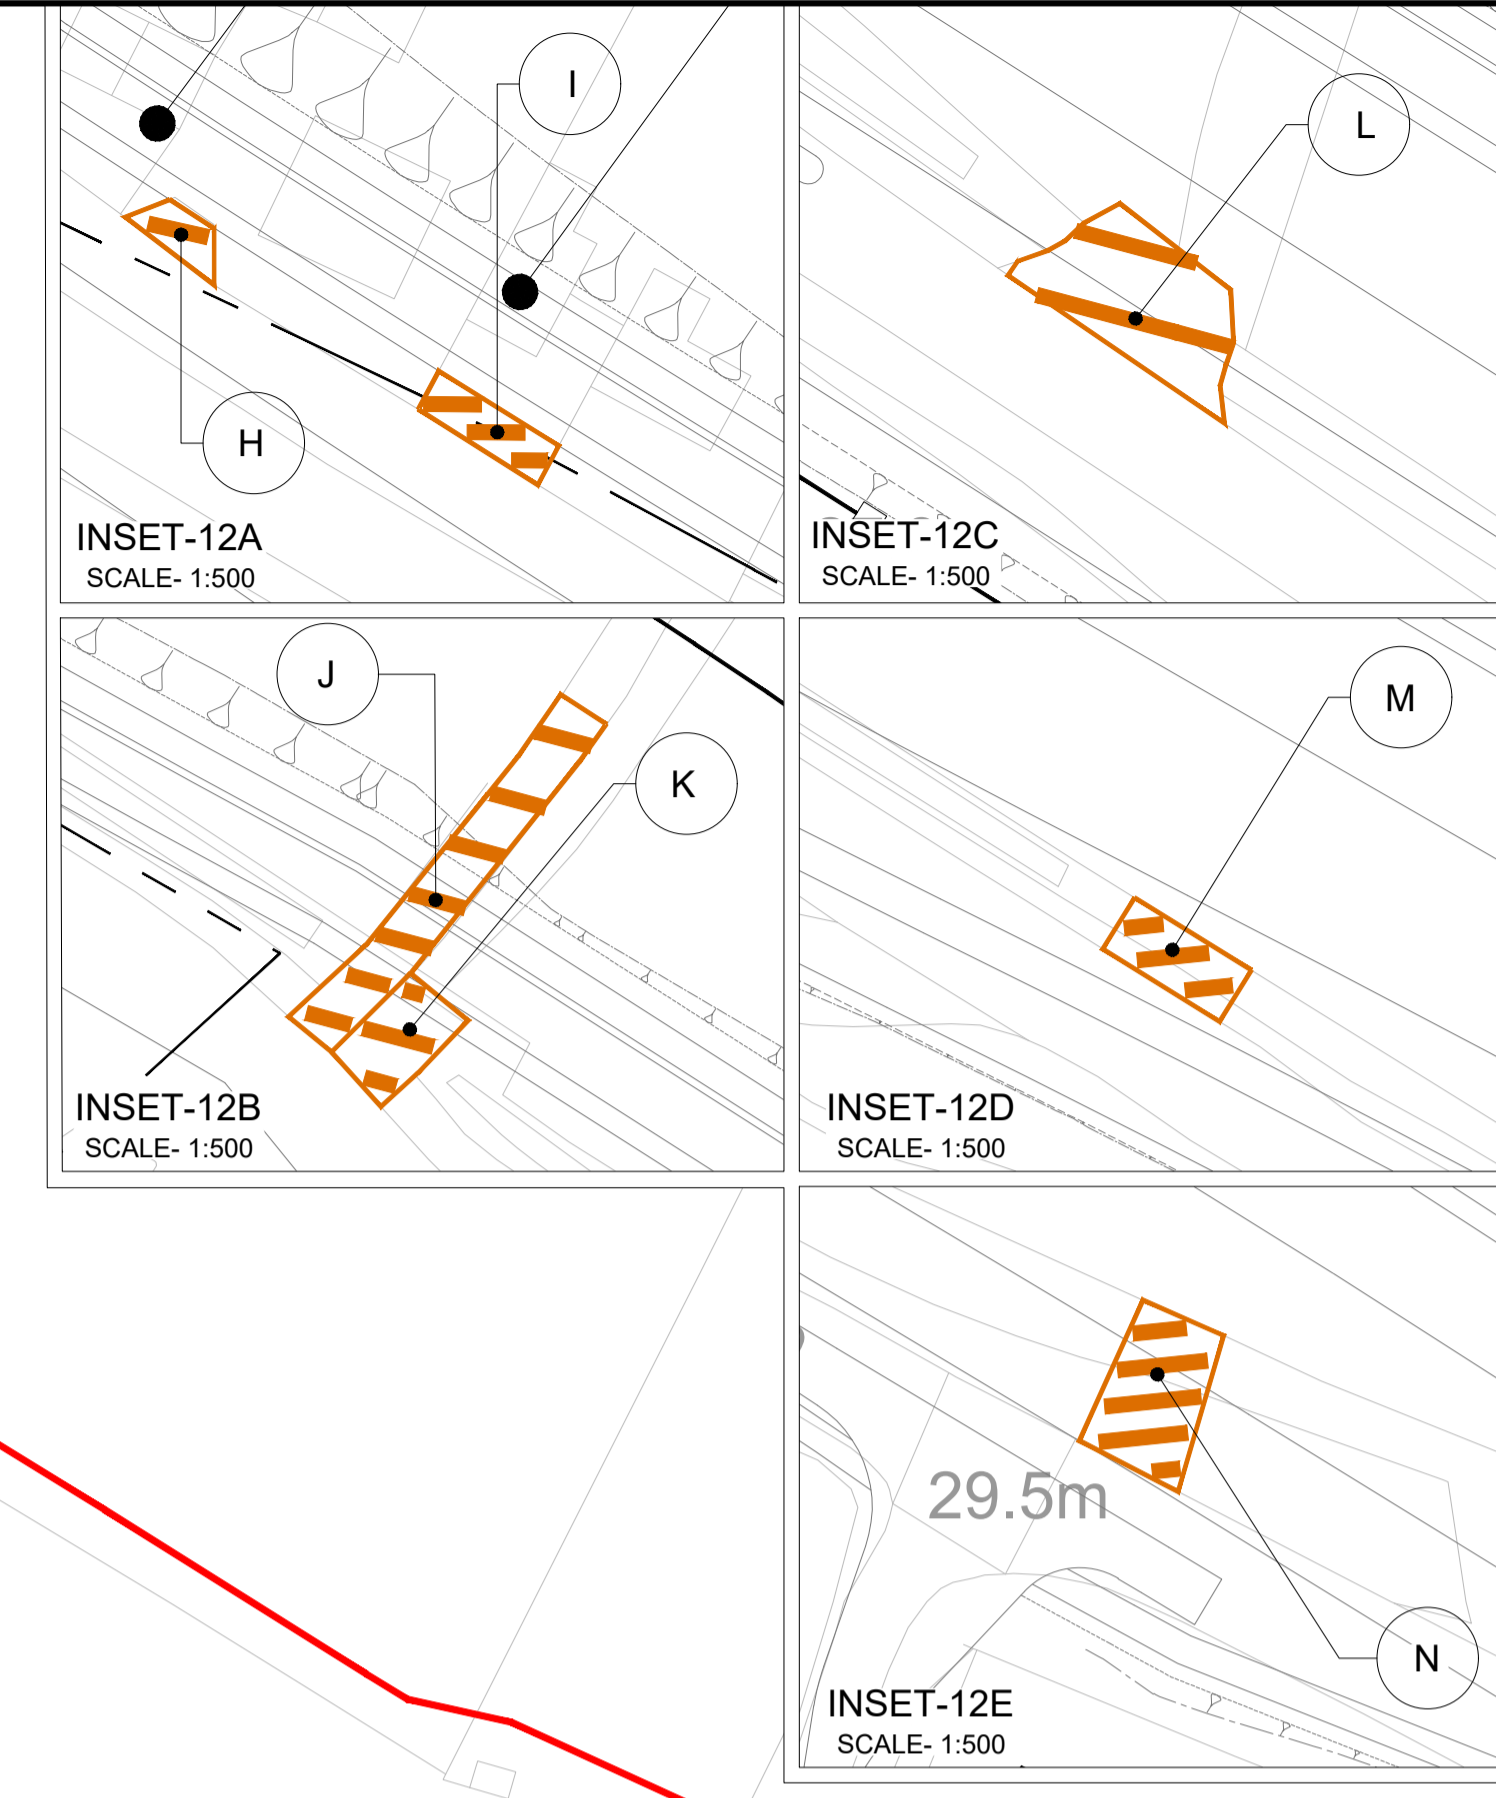 I
H
INSET-12A
SCALE- 1:500
L
INSET-12C
SCALE- 1:500
J
K
INSET-12B
SCALE- 1:500
M
INSET-12D
SCALE- 1:500
29.5m
N
INSET-12E
SCALE- 1:500